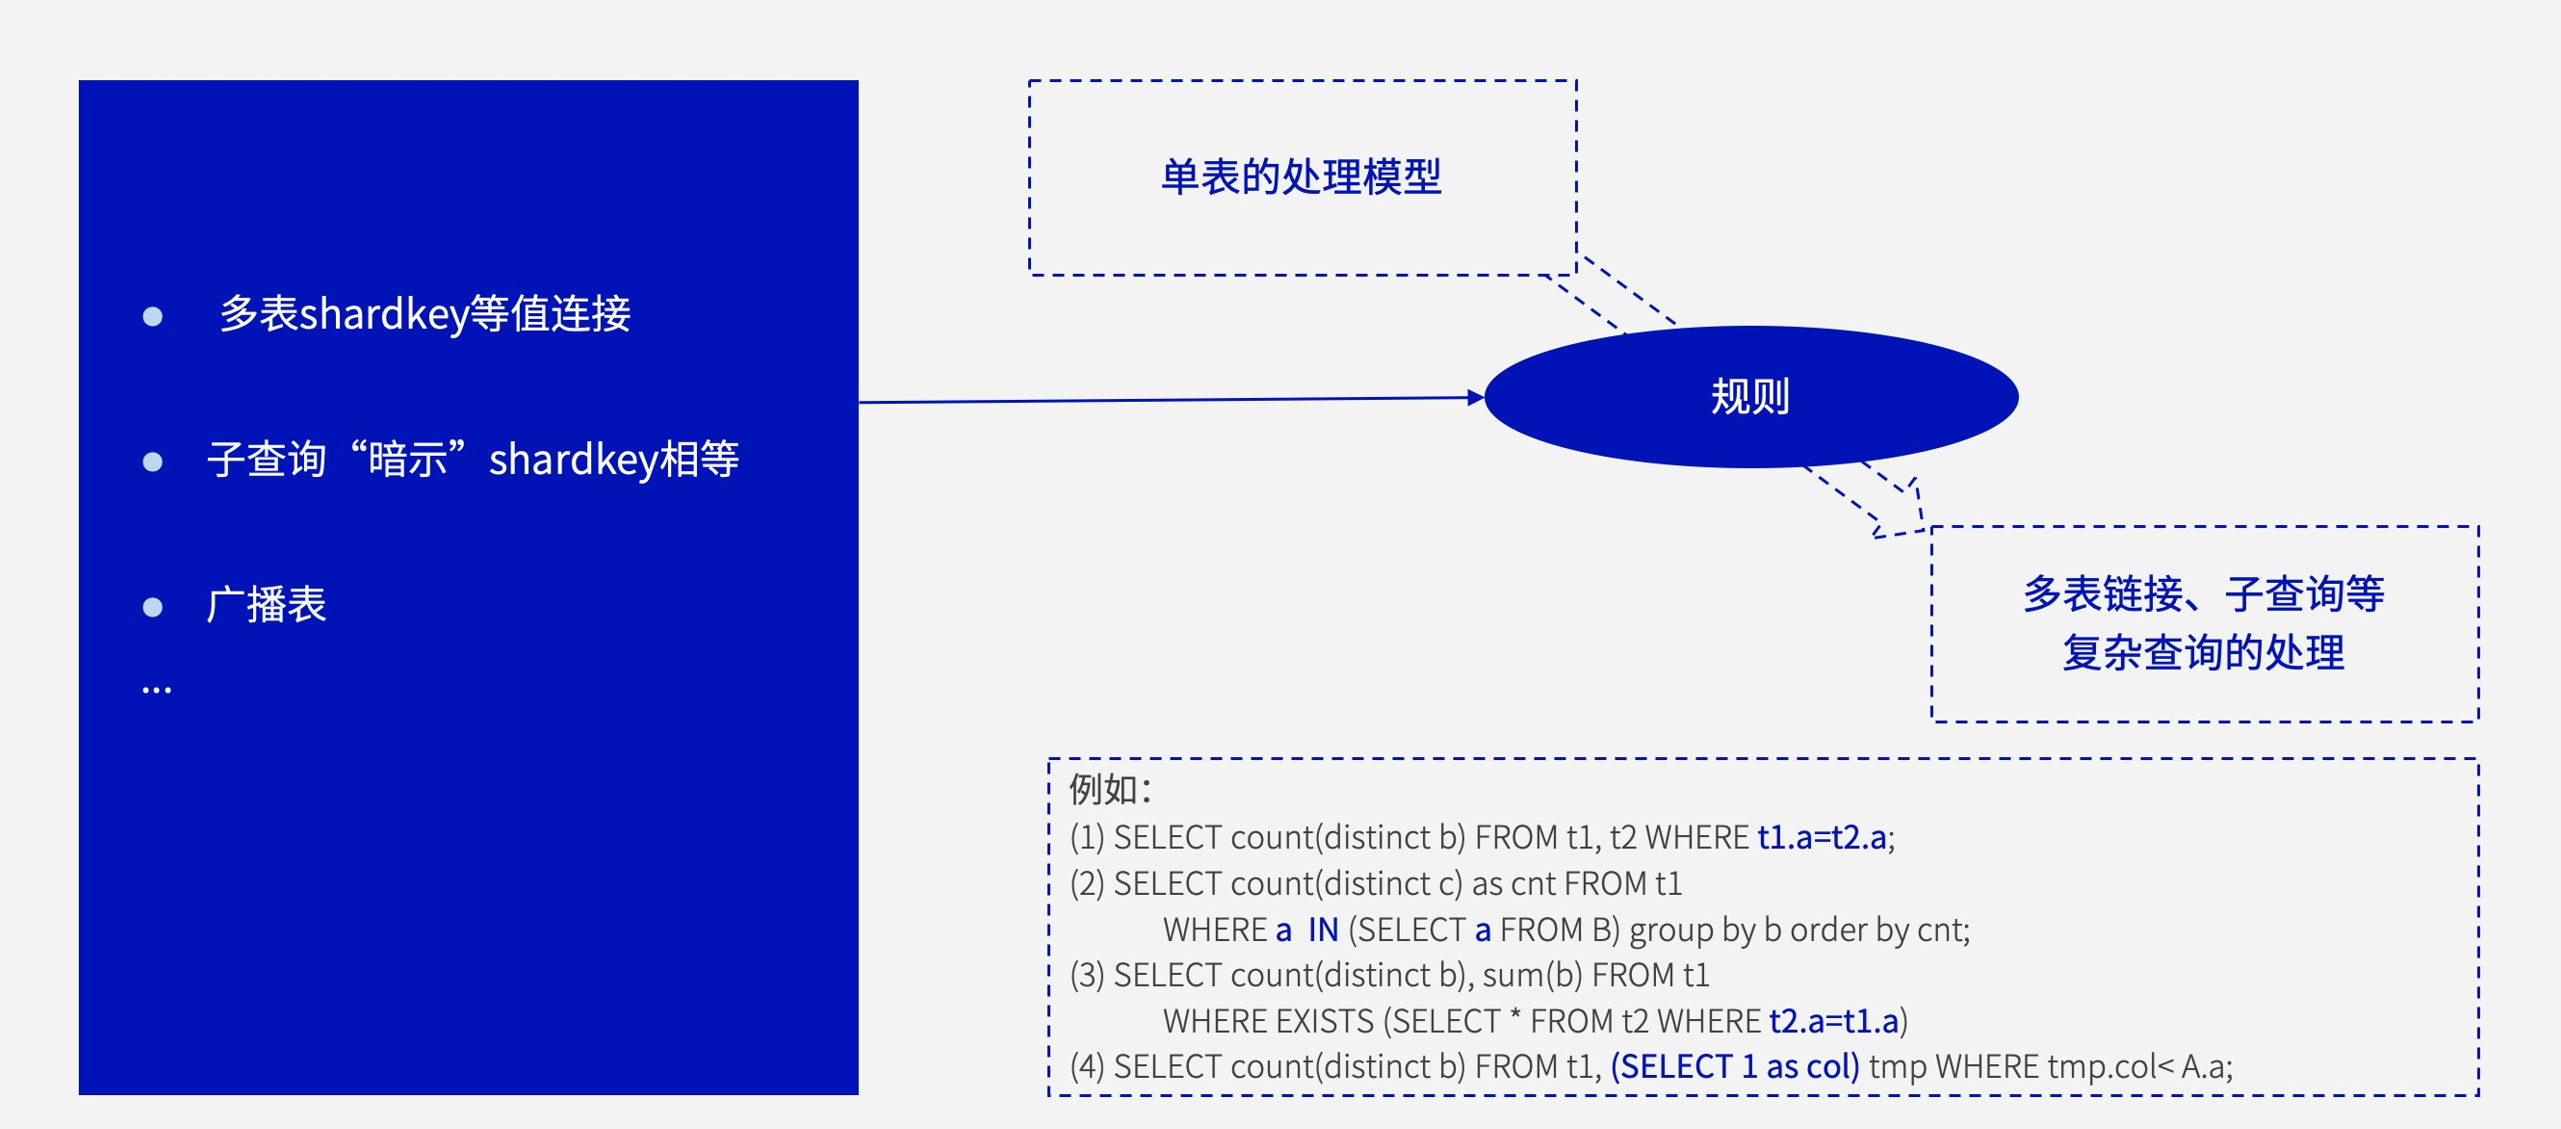 多表shardkey等值连接
子查询“暗示”shardkey相等
广播表
...
单表的处理模型
规则
多表链接、子查询等
复杂查询的处理
例如：
(1) SELECT count(distinct b) FROM t1, t2 WHERE t1.a=t2.a;
(2) SELECT count(distinct c) as cnt FROM t1
WHERE a  IN (SELECT a FROM B) group by b order by cnt;
(3) SELECT count(distinct b), sum(b) FROM t1
WHERE EXISTS (SELECT * FROM t2 WHERE t2.a=t1.a)
(4) SELECT count(distinct b) FROM t1, (SELECT 1 as col) tmp WHERE tmp.col< A.a;